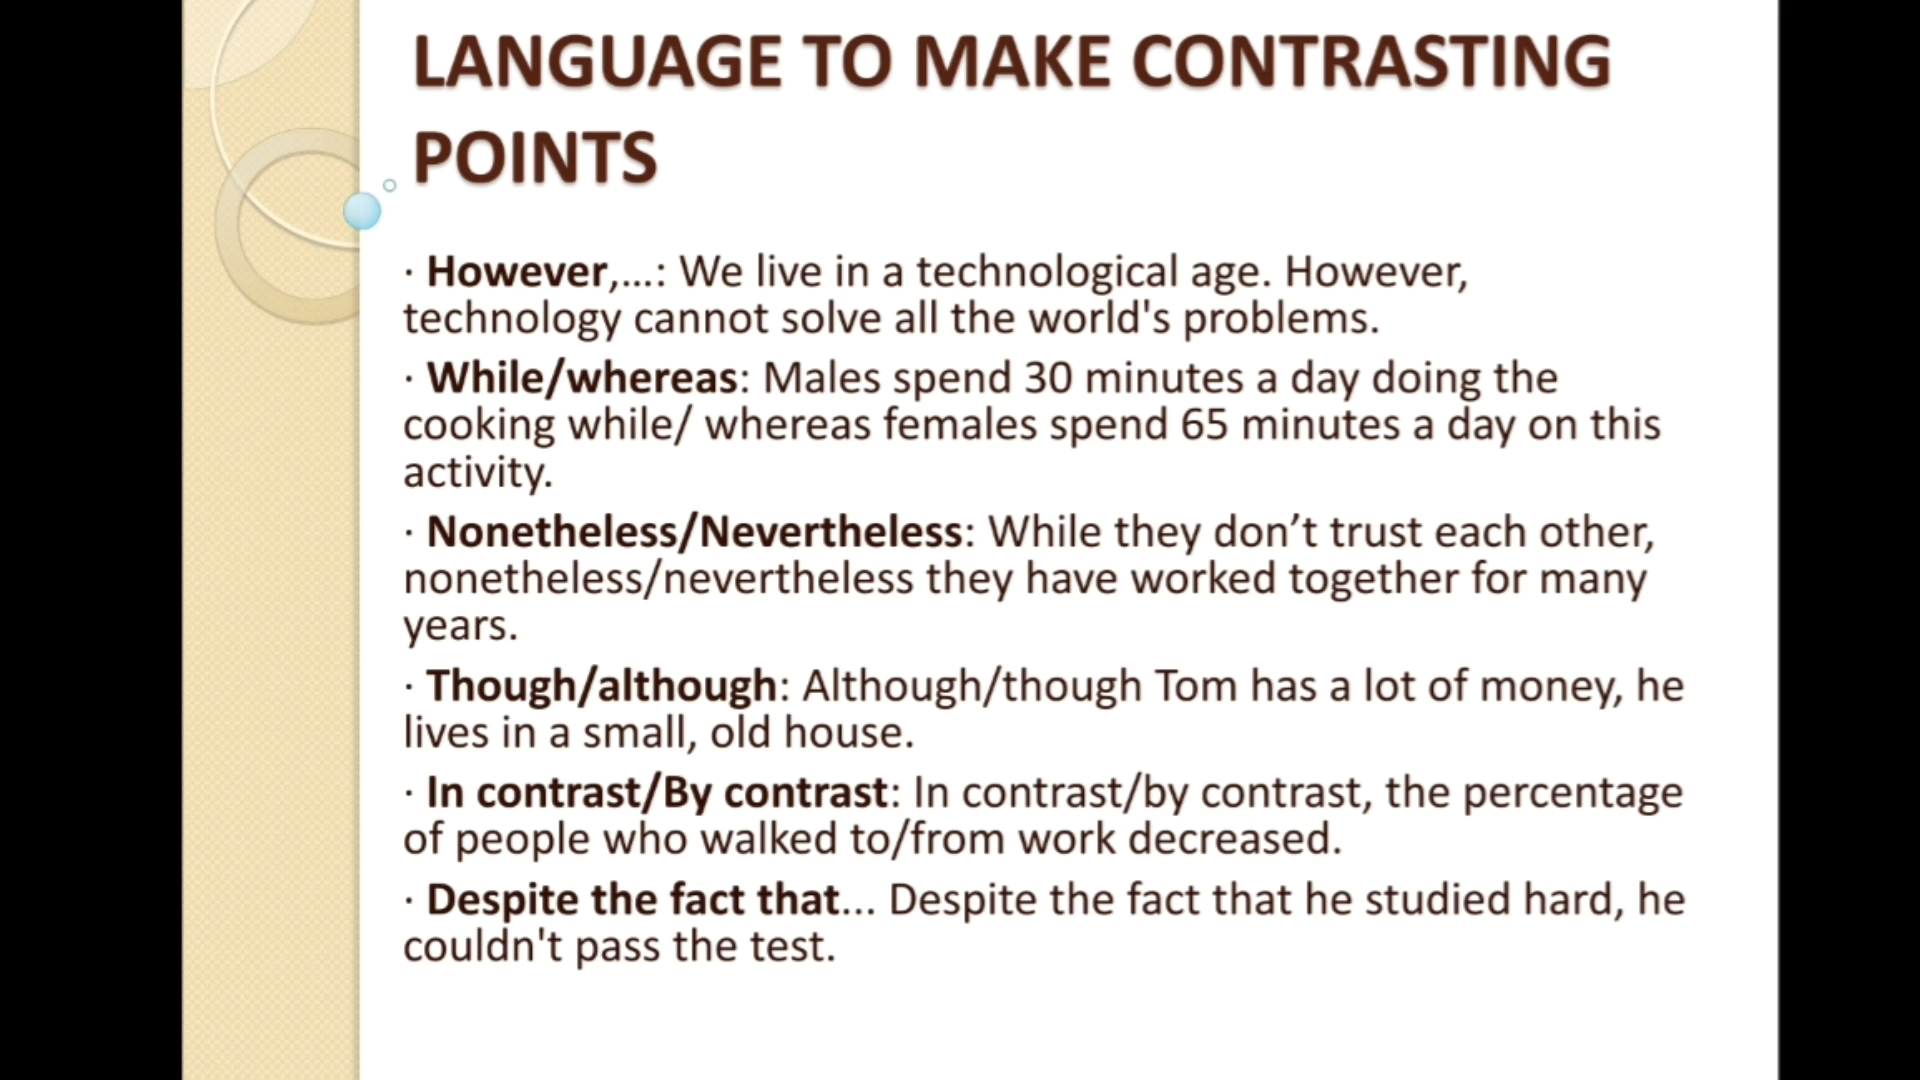 LANGUAGE TO MAKE CONTRASTING
POINTS
· However,...: We live in a technological age. However,
technology cannot solve all the world's problems.
· While/whereas: Males spend 30 minutes a day doing the
cooking while/ whereas females spend 65 minutes a day on this
activity.
· Nonetheless/Nevertheless: While they don’t trust each other,
nonetheless/nevertheless they have worked together for many
years.
· Though/although: Although/though Tom has a lot of money, he
lives in a small, old house.
· In contrast/By contrast: In contrast/by contrast, the percentage
of people who walked to/from work decreased.
· Despite the fact that... Despite the fact that he studied hard, he
couldn't pass the test.